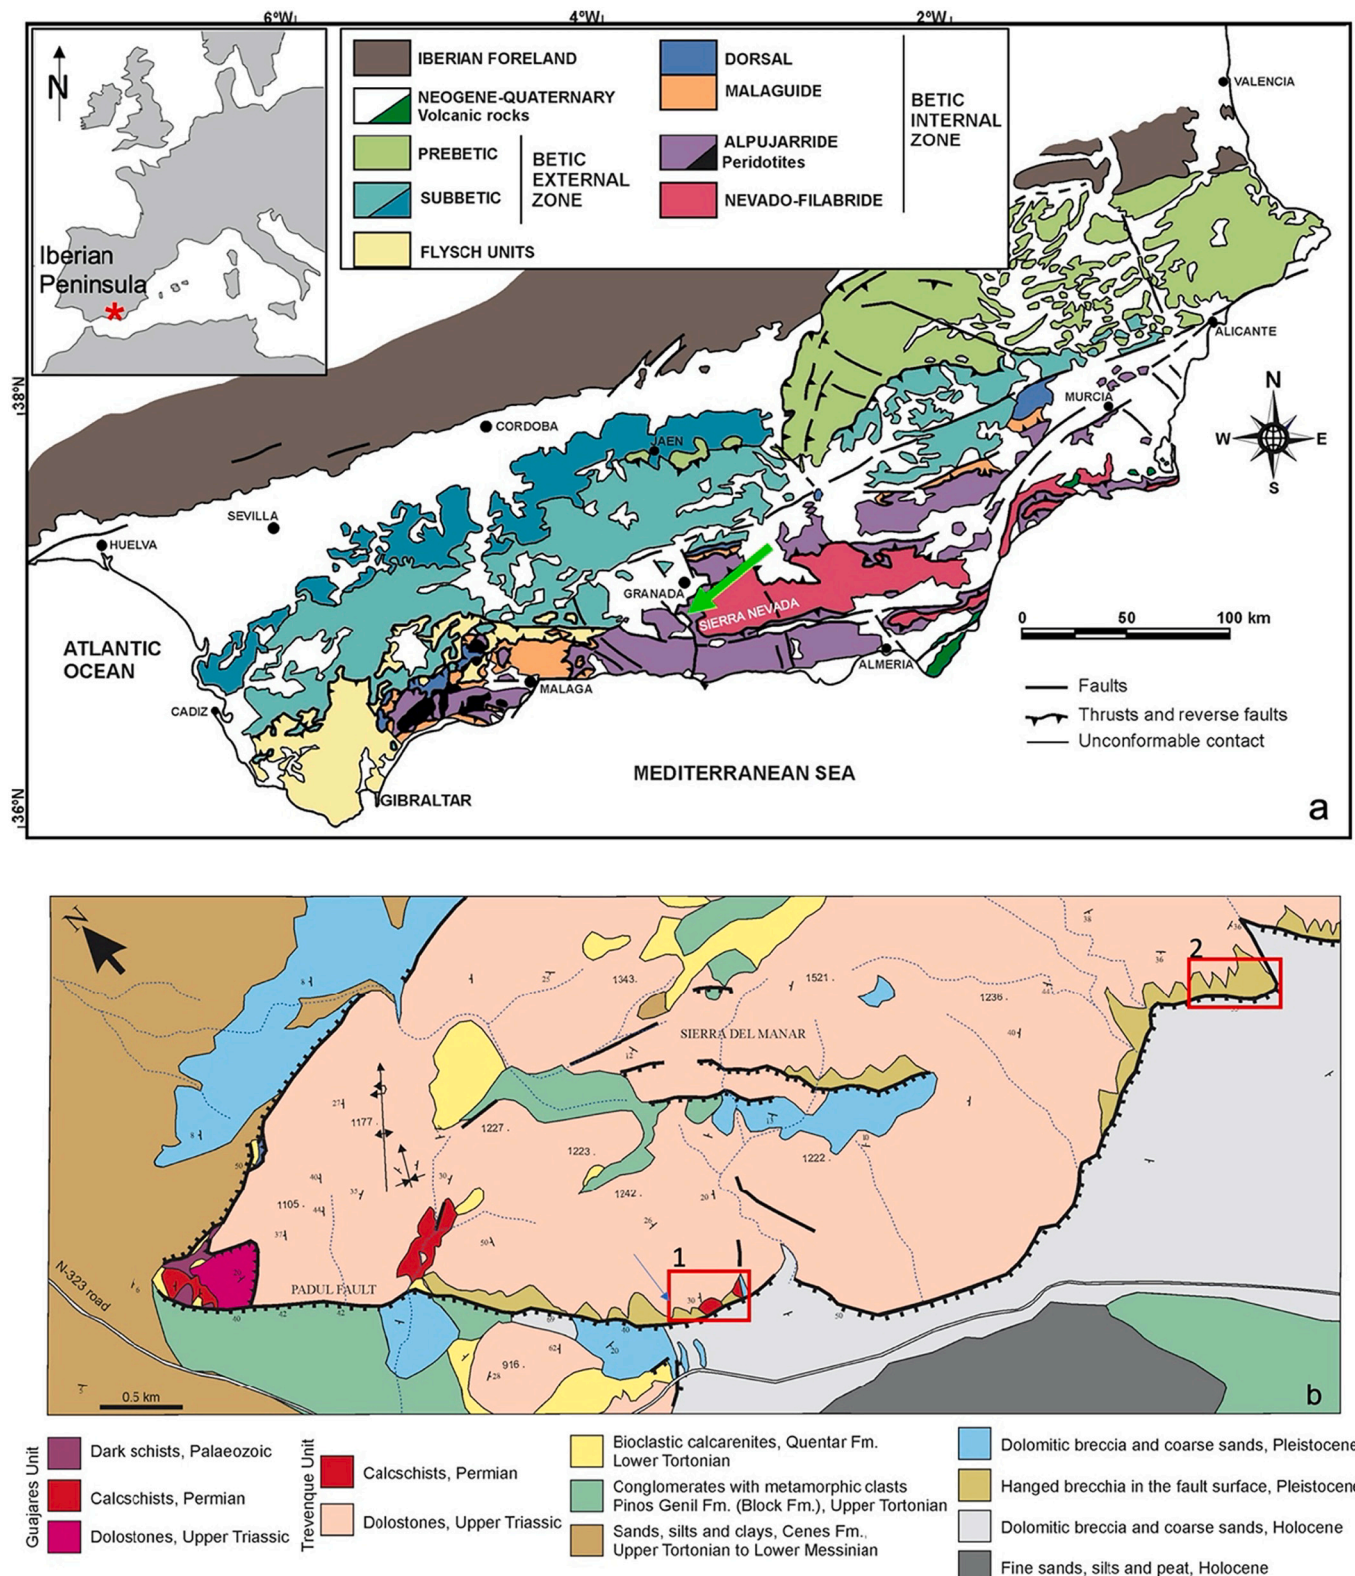 6°W
4°W
2°W
38°N
36°N
N
Iberian
Peninsula
*
IBERIAN FORELAND
NEOGENE-QUATERNARY
Volcanic rocks
PREBETIC
SUBBETIC
BETIC
EXTERNAL
ZONE
FLYSCH UNITS
DORSAL
MALAGUIDE
ALPUJARRIDE
Peridotites
NEVADO-FILABRIDE
BETIC
INTERNAL
ZONE
VALENCIA
ALICANTE
MURCIA
CORDOBA
JAEN
SEVILLA
HUELVA
GRANADA
SIERRA NEVADA
ALMERIA
MALAGA
CADIZ
GIBRALTAR
ATLANTIC
OCEAN
MEDITERRANEAN SEA
N
W
E
S
0
50
100 km
Faults
Thrusts and reverse faults
Unconformable contact
a
N
1343.
1521.
1236.
2
SIERRA DEL MANAR
1177.
1227.
1223.
1222.
1242.
1105.
PADUL FAULT
1
916.
N-323 road
0.5 km
b
Guajares Unit
Dark schists, Palaeozoic
Calcschists, Permian
Dolostones, Upper Triassic
Trevenque Unit
Calcschists, Permian
Dolostones, Upper Triassic
Bioclastic calcarenites, Quentar Fm.
Lower Tortonian
Conglomerates with metamorphic clasts
Pinos Genil Fm. (Block Fm.), Upper Tortonian
Sands, silts and clays, Cenes Fm.,
Upper Tortonian to Lower Messinian
Dolomitic breccia and coarse sands, Pleistocene
Hanged brecchia in the fault surface, Pleistocene
Dolomitic breccia and coarse sands, Holocene
Fine sands, silts and peat, Holocene